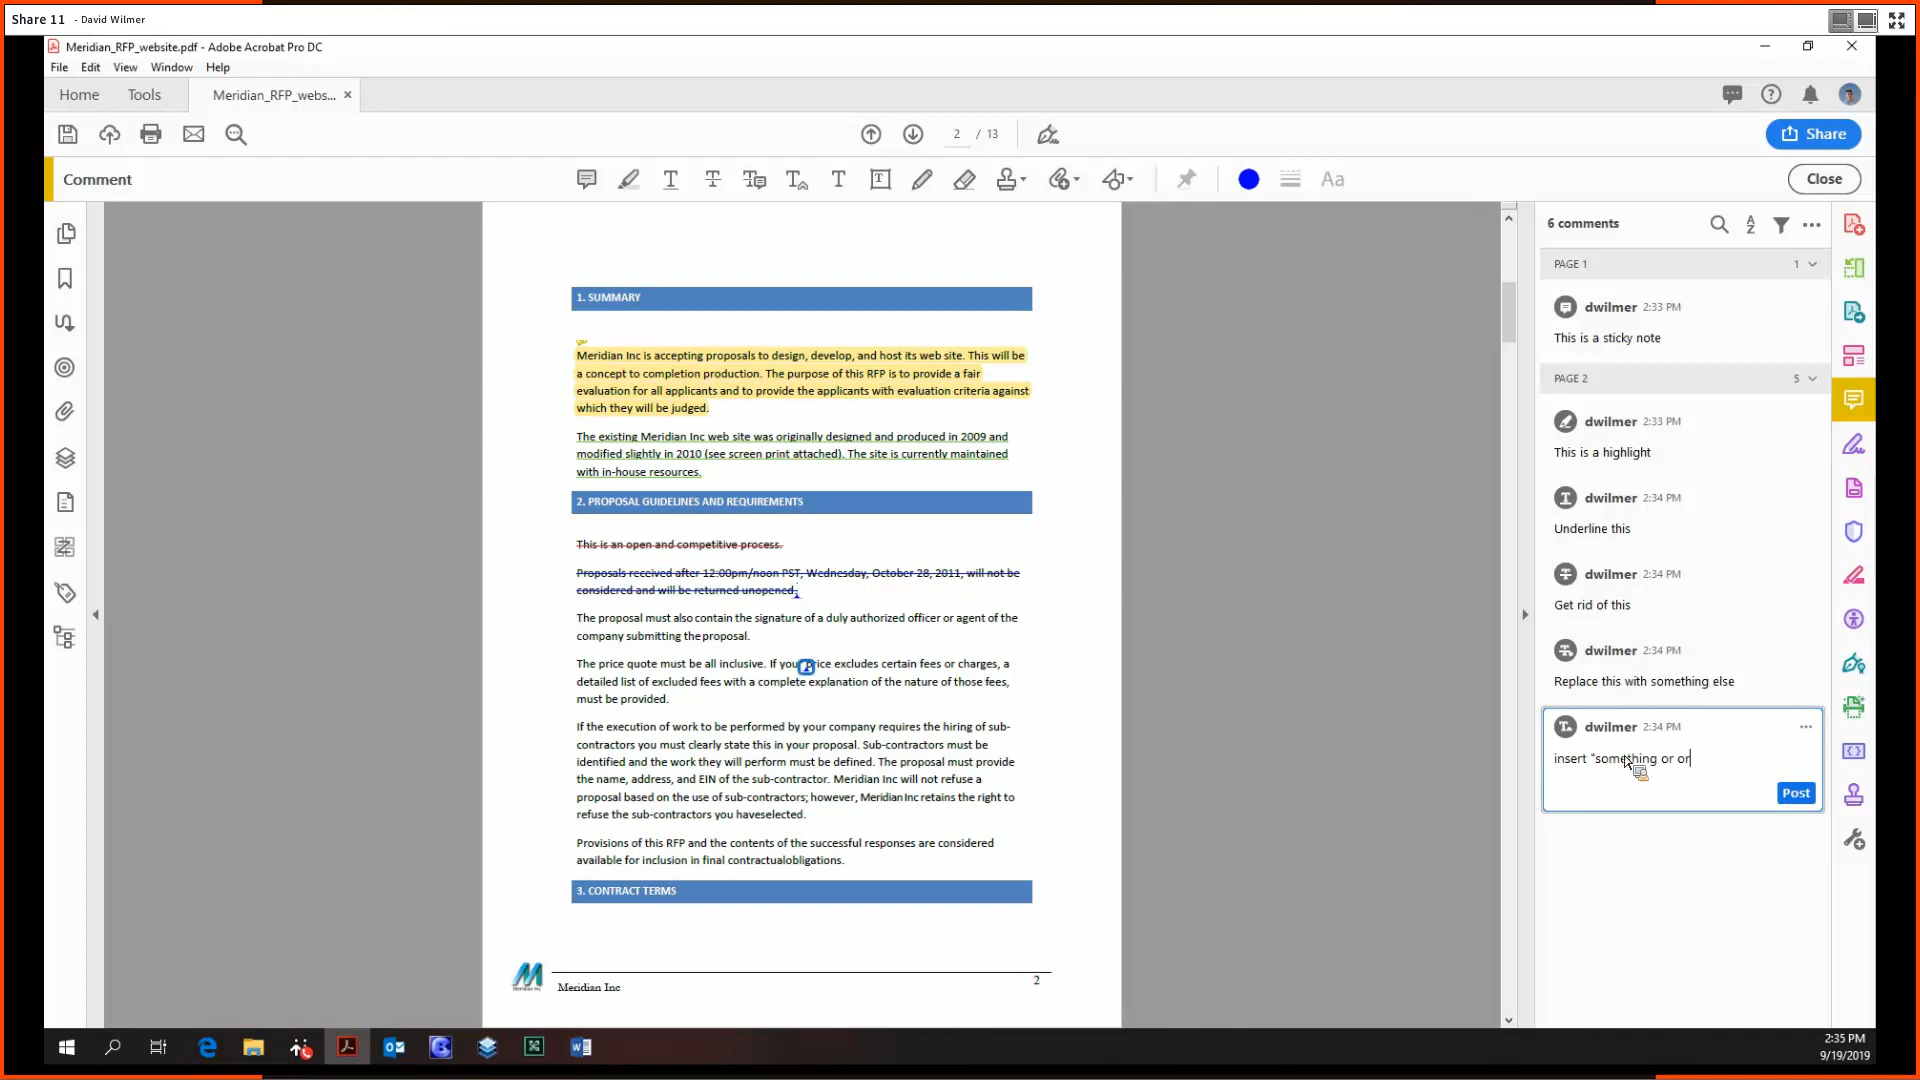 Share 11 - David Wilmer
Meridian_RFP_website.pdf - Adobe Acrobat Pro DC
File Edit View Window Help
Home Tools Meridian_RFP_webs... ×
2 / 13
Share
Comment
Aa
Close
6 comments
PAGE 1 1
dwilmer 2:33 PM
This is a sticky note
PAGE 2 5
dwilmer 2:33 PM
This is a highlight
dwilmer 2:34 PM
Underline this
dwilmer 2:34 PM
Get rid of this
dwilmer 2:34 PM
Replace this with something else
dwilmer 2:34 PM
insert "something or or
Post
1. SUMMARY
Meridian Inc is accepting proposals to design, develop, and host its web site. This will be
a concept to completion production. The purpose of this RFP is to provide a fair
evaluation for all applicants and to provide the applicants with evaluation criteria against
which they will be judged.
The existing Meridian Inc web site was originally designed and produced in 2009 and
modified slightly in 2010 (see screen print attached). The site is currently maintained
with in-house resources.
2. PROPOSAL GUIDELINES AND REQUIREMENTS
This is an open and competitive process.
Proposals received after 12:00pm/noon PST, Wednesday, October 28, 2011, will not be
considered and will be returned unopened.
The proposal must also contain the signature of a duly authorized officer or agent of the
company submitting the proposal.
The price quote must be all inclusive. If your price excludes certain fees or charges, a
detailed list of excluded fees with a complete explanation of the nature of those fees,
must be provided.
If the execution of work to be performed by your company requires the hiring of sub-
contractors you must clearly state this in your proposal. Sub-contractors must be
identified and the work they will perform must be defined. The proposal must provide
the name, address, and EIN of the sub-contractor. Meridian Inc will not refuse a
proposal based on the use of sub-contractors; however, Meridian Inc retains the right to
refuse the sub-contractors you haveselected.
Provisions of this RFP and the contents of the successful responses are considered
available for inclusion in final contractualobligations.
3. CONTRACT TERMS
Meridian Inc
Meridian Inc 2
2:35 PM
9/19/2019